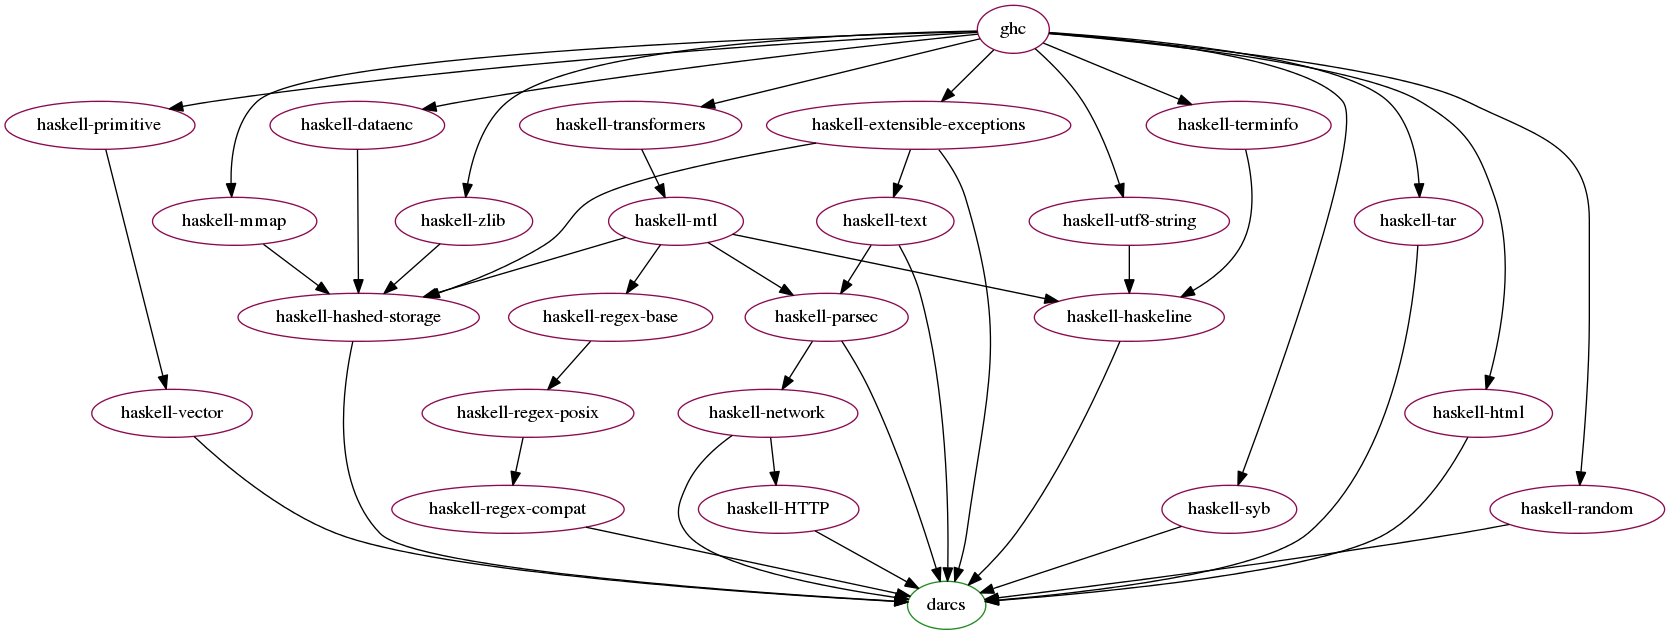 ghc
haskell-primitive
haskell-dataenc
haskell-transformers
haskell-extensible-exceptions
haskell-terminfo
haskell-mmap
haskell-zlib
haskell-mtl
haskell-text
haskell-utf8-string
haskell-tar
haskell-hashed-storage
haskell-regex-base
haskell-parsec
haskell-haskeline
haskell-vector
haskell-regex-posix
haskell-network
haskell-html
haskell-regex-compat
haskell-HTTP
haskell-syb
haskell-random
darcs